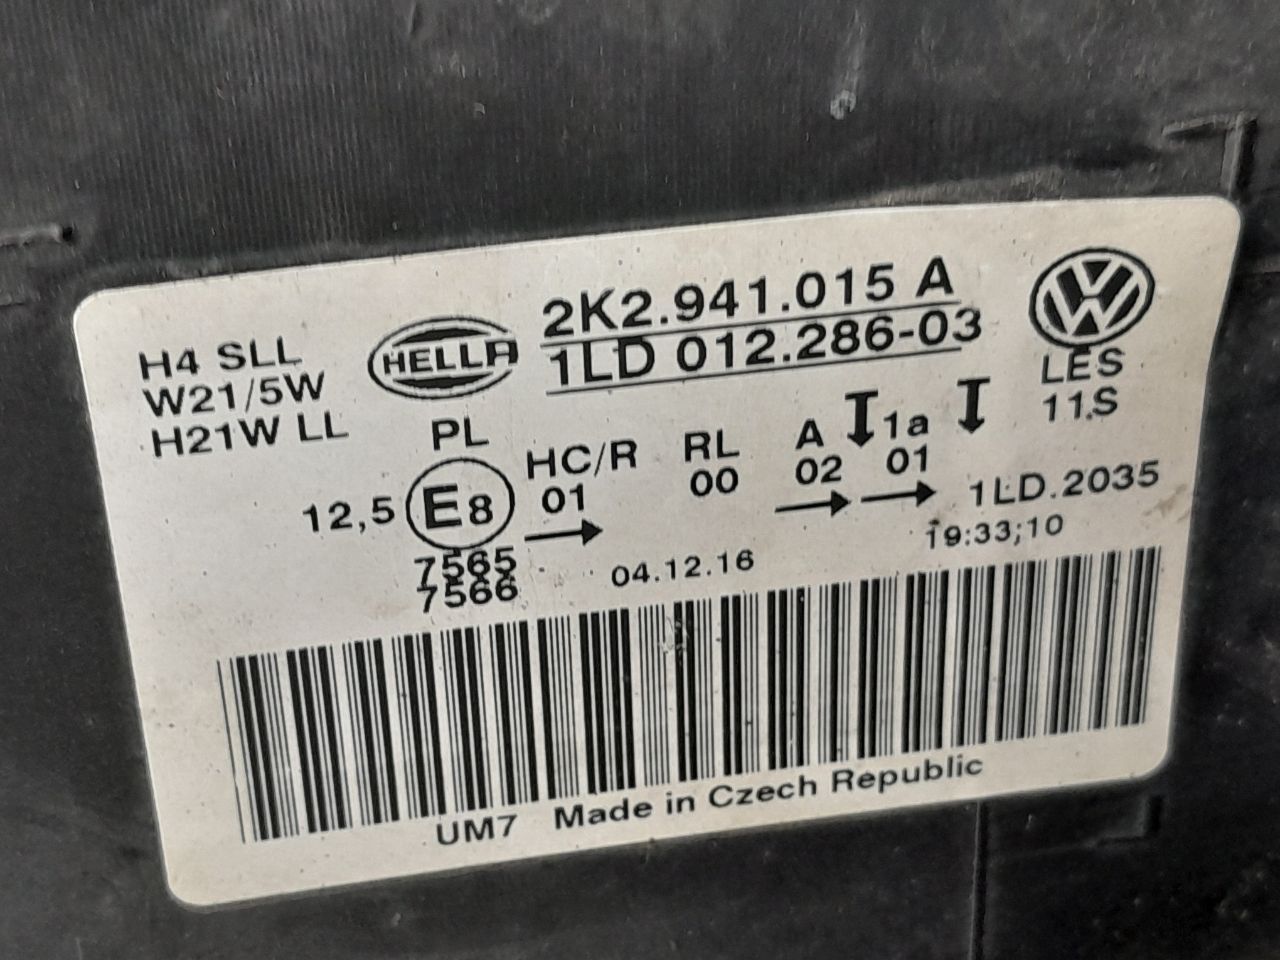 H4 SLL
W21/5W
H21W LL
HELLA
2K2.941.015 A
1LD 012.286-03
LES
11.S
PL
HC/R
01
RL
00
A
02
1a
01
12,5 E8
7565
7566
1LD.2035
04.12.16
19:33;10
UM7 Made in Czech Republic